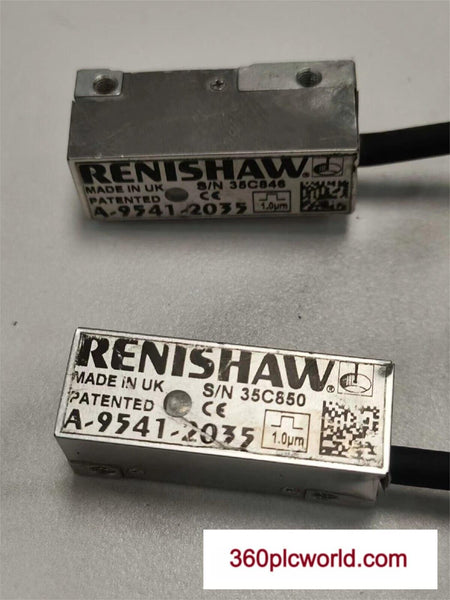 RENISHAW®
MADE IN UK S/N 35C846
PATENTED CE
A-9541-2035 1.0µm
RENISHAW®
MADE IN UK S/N 35C850
PATENTED CE
A-9541-2035 1.0µm
360plcworld.com